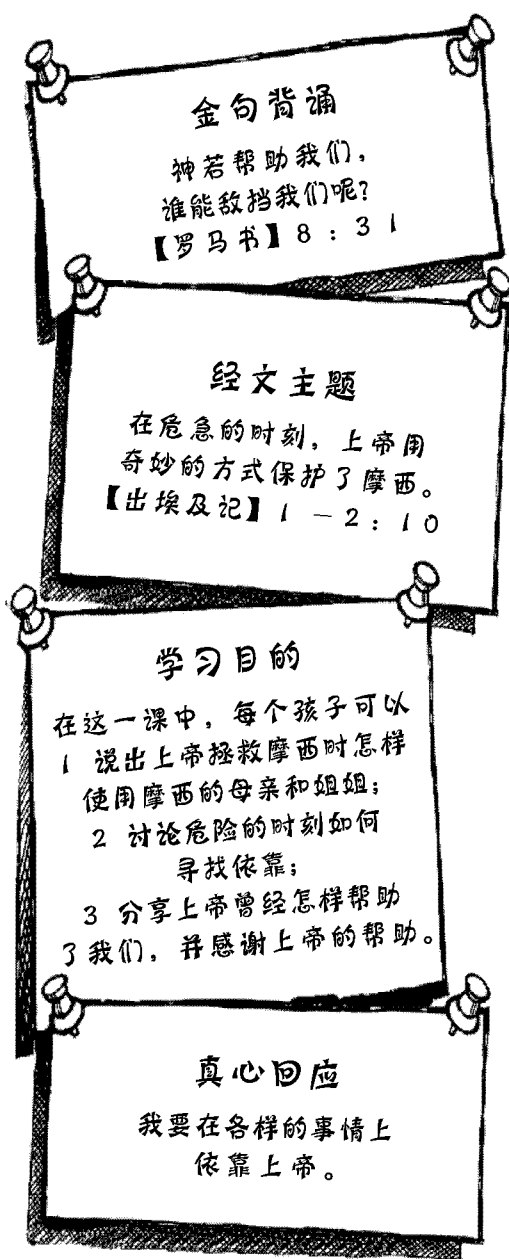 金句背诵
神若帮助我们，
谁能敌挡我们呢？
【罗马书】8：31
经文主题
在危急的时刻，上帝用
奇妙的方式保护了摩西。
【出埃及记】1－2：10
学习目的
在这一课中，每个孩子可以
1 说出上帝拯救摩西时怎样
使用摩西的母亲和姐姐；
2 讨论危险的时刻如何
寻找依靠；
3 分享上帝曾经怎样帮助
了我们，并感谢上帝的帮助。
真心回应
我要在各样的事情上
依靠上帝。